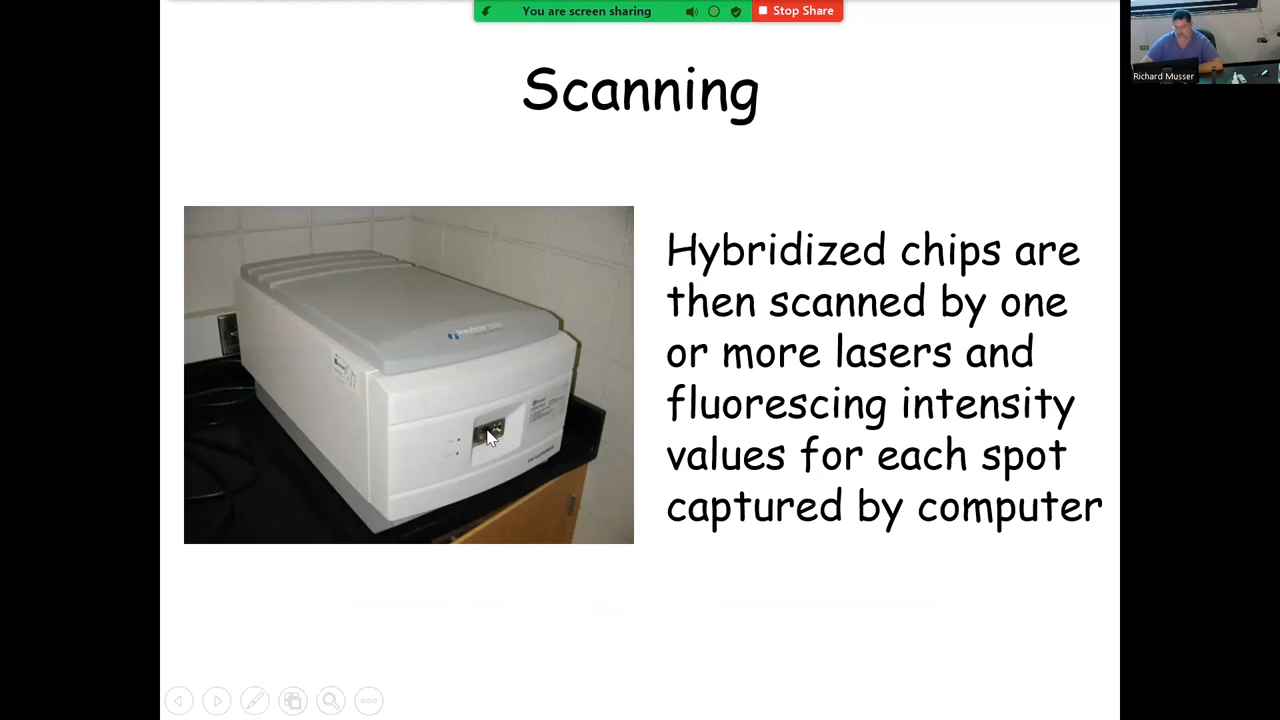 You are screen sharing
Stop Share
Richard Musser
Scanning
Hybridized chips are
then scanned by one
or more lasers and
fluorescing intensity
values for each spot
captured by computer